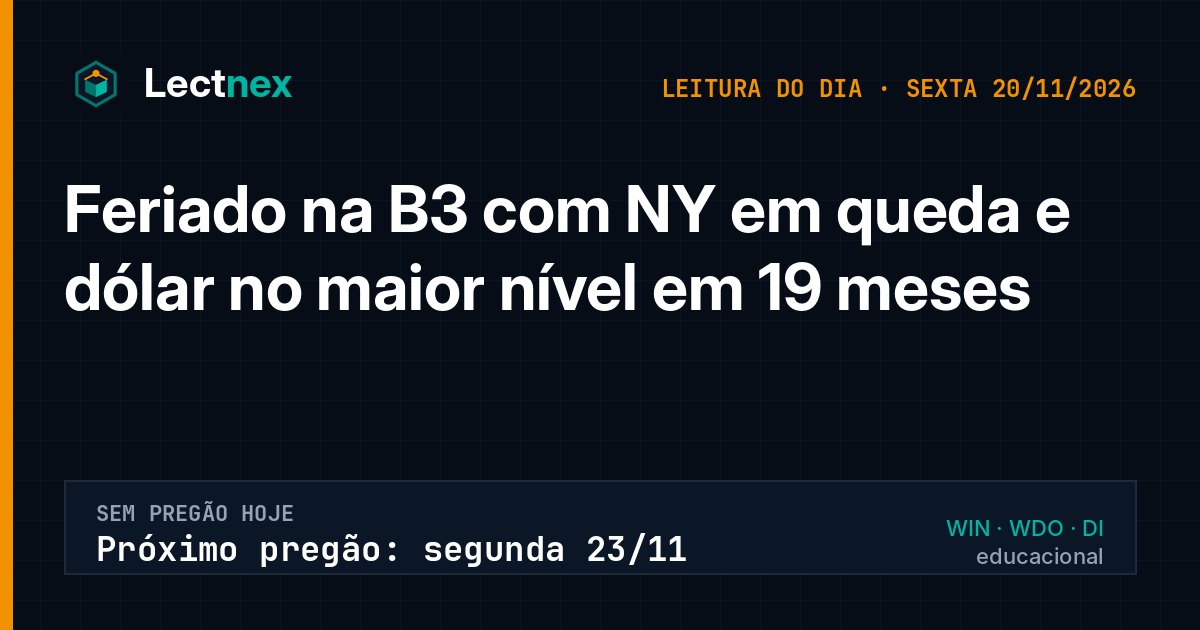 Lectnex
LEITURA DO DIA · SEXTA 20/11/2026
Feriado na B3 com NY em queda e
dólar no maior nível em 19 meses
SEM PREGÃO HOJE
Próximo pregão: segunda 23/11
WIN · WDO · DI
educacional